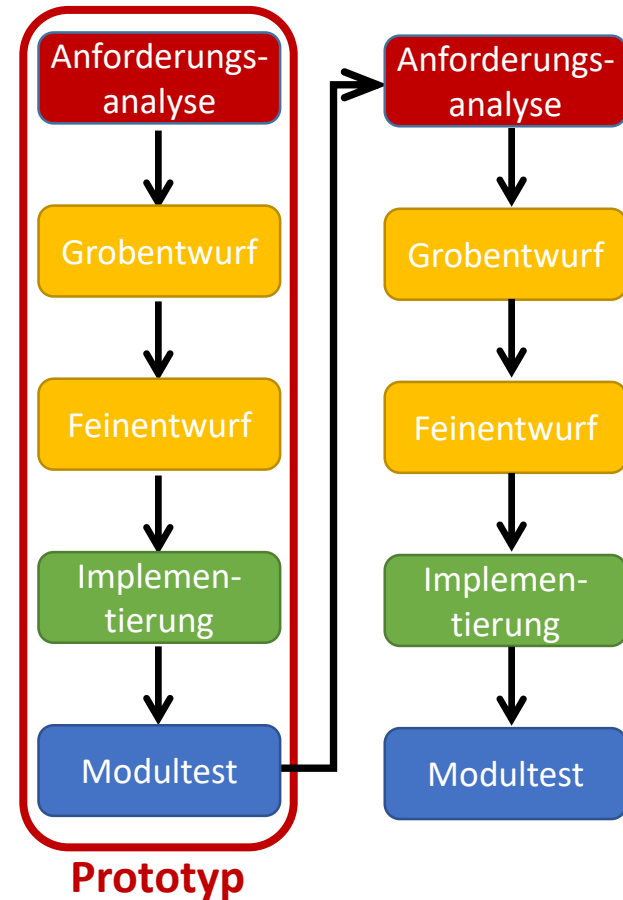 Anforderungs-
analyse
Grobentwurf
Feinentwurf
Implemen-
tierung
Modultest
Prototyp
Anforderungs-
analyse
Grobentwurf
Feinentwurf
Implemen-
tierung
Modultest